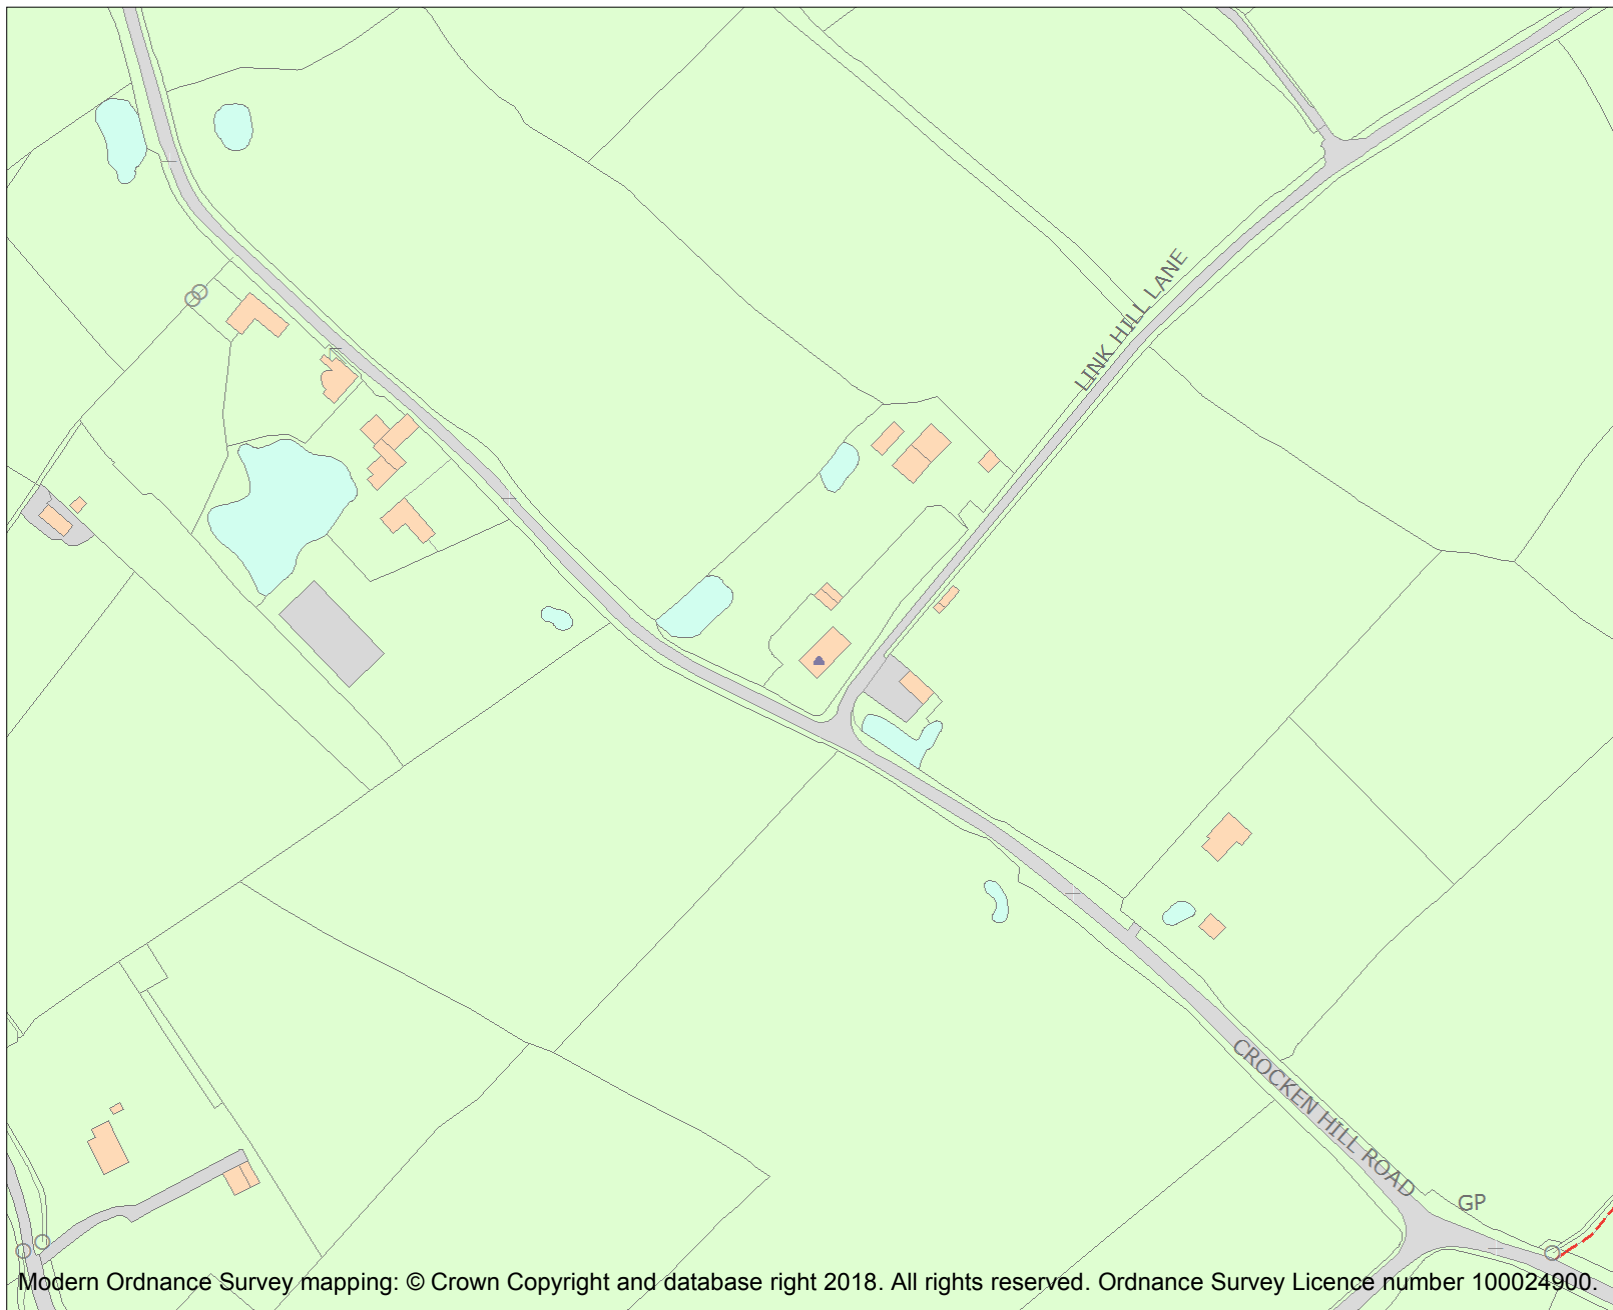 LINK HILL LANE
CROCKEN HILL ROAD
GP
Modern Ordnance Survey mapping: © Crown Copyright and database right 2018. All rights reserved. Ordnance Survey Licence number 100024900.